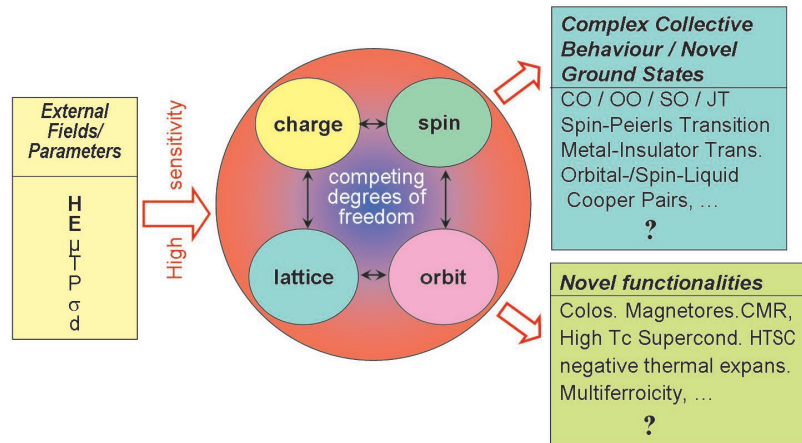 External
Fields/
Parameters
H
E
μ
T
P
σ
d
High sensitivity
charge
spin
competing
degrees of
freedom
lattice
orbit
Complex Collective
Behaviour / Novel
Ground States
CO / OO / SO / JT
Spin-Peierls Transition
Metal-Insulator Trans.
Orbital-/Spin-Liquid
Cooper Pairs, ...
?
Novel functionalities
Colos. Magnetores.CMR,
High Tc Supercond. HTSC
negative thermal expans.
Multiferroicity, ...
?